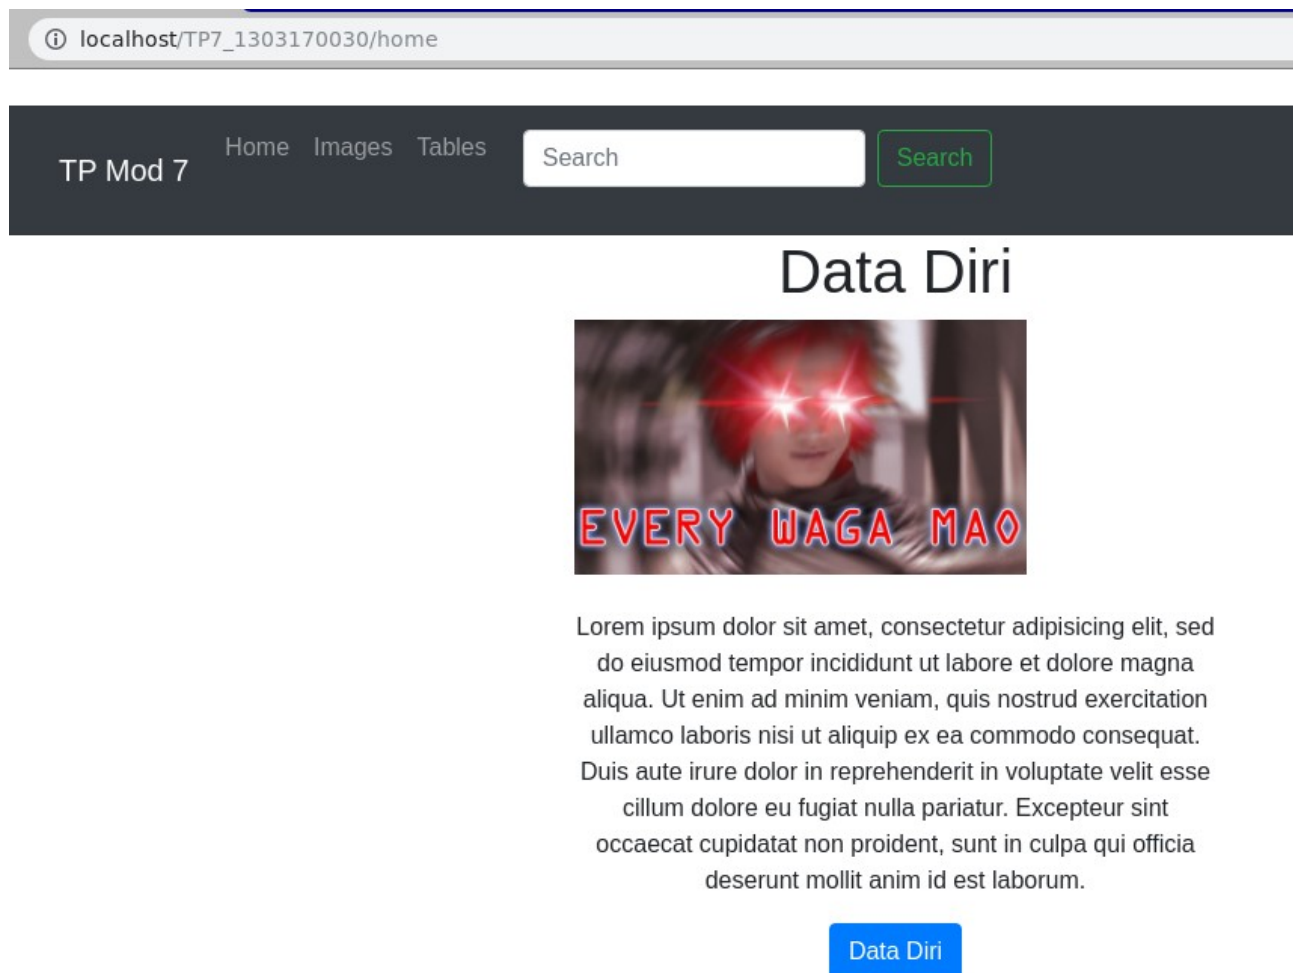 localhost/TP7_1303170030/home
TP Mod 7 Home Images Tables Search Search
Data Diri
EVERY WAGA MAO
Lorem ipsum dolor sit amet, consectetur adipisicing elit, sed
do eiusmod tempor incididunt ut labore et dolore magna
aliqua. Ut enim ad minim veniam, quis nostrud exercitation
ullamco laboris nisi ut aliquip ex ea commodo consequat.
Duis aute irure dolor in reprehenderit in voluptate velit esse
cillum dolore eu fugiat nulla pariatur. Excepteur sint
occaecat cupidatat non proident, sunt in culpa qui officia
deserunt mollit anim id est laborum.
Data Diri